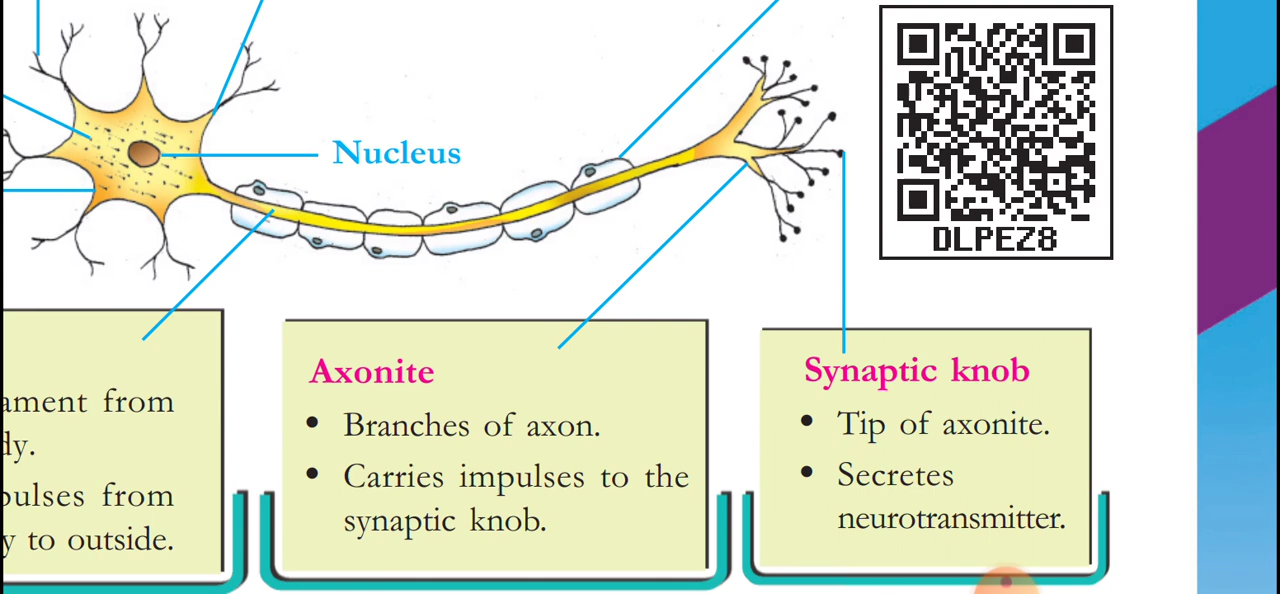 Nucleus
DLPEZ8
ament from
dy.
pulses from
y to outside.
Axonite
• Branches of axon.
• Carries impulses to the
synaptic knob.
Synaptic knob
• Tip of axonite.
• Secretes
neurotransmitter.